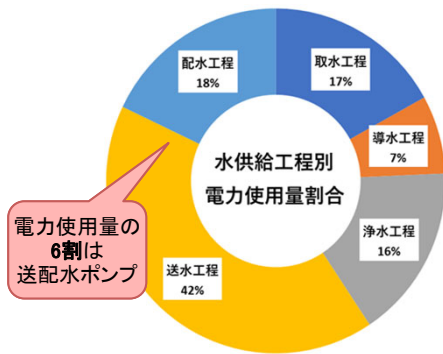 配水工程
18%
取水工程
17%
導水工程
7%
水供給工程別
電力使用量割合
浄水工程
16%
送水工程
42%
電力使用量の
6割は
送配水ポンプ